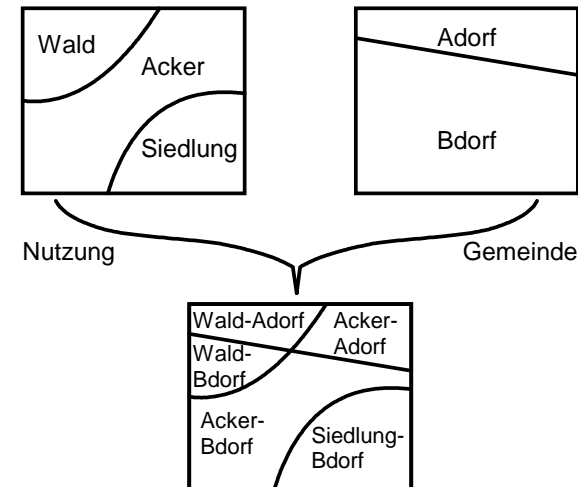 Wald
Acker
Siedlung
Adorf
Bdorf
Nutzung
Gemeinde
Wald-Adorf
Acker-
Adorf
Wald-
Bdorf
Acker-
Bdorf
Siedlung-
Bdorf